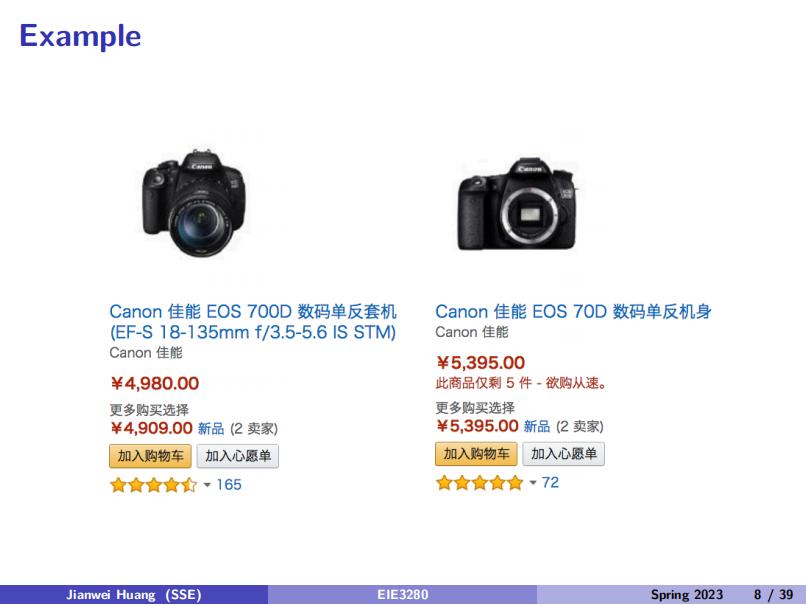 Example
Canon
Canon
Canon 佳能 EOS 700D 数码单反套机
(EF-S 18-135mm f/3.5-5.6 IS STM)
Canon 佳能
￥4,980.00
更多购买选择
￥4,909.00 新品 (2 卖家)
加入购物车 加入心愿单
165
Canon 佳能 EOS 70D 数码单反机身
Canon 佳能
￥5,395.00
此商品仅剩 5 件 - 欲购从速。
更多购买选择
￥5,395.00 新品 (2 卖家)
加入购物车 加入心愿单
72
Jianwei Huang (SSE) EIE3280 Spring 2023 8 / 39